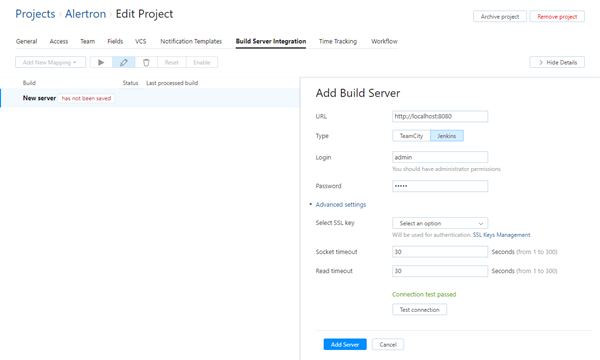 Projects › Alertron › Edit Project
Archive project
Remove project
General Access Team Fields VCS Notification Templates Build Server Integration Time Tracking Workflow
Add New Mapping Reset Enable
Hide Details
Build Status Last processed build
New server has not been saved
Add Build Server
URL http://localhost:8080
Type TeamCity Jenkins
Login admin
You should have administrator permissions
Password •••••
Advanced settings
Select SSL key Select an option
Will be used for authentication. SSL Keys Management
Socket timeout 30 Seconds (from 1 to 300)
Read timeout 30 Seconds (from 1 to 300)
Connection test passed
Test connection
Add Server Cancel